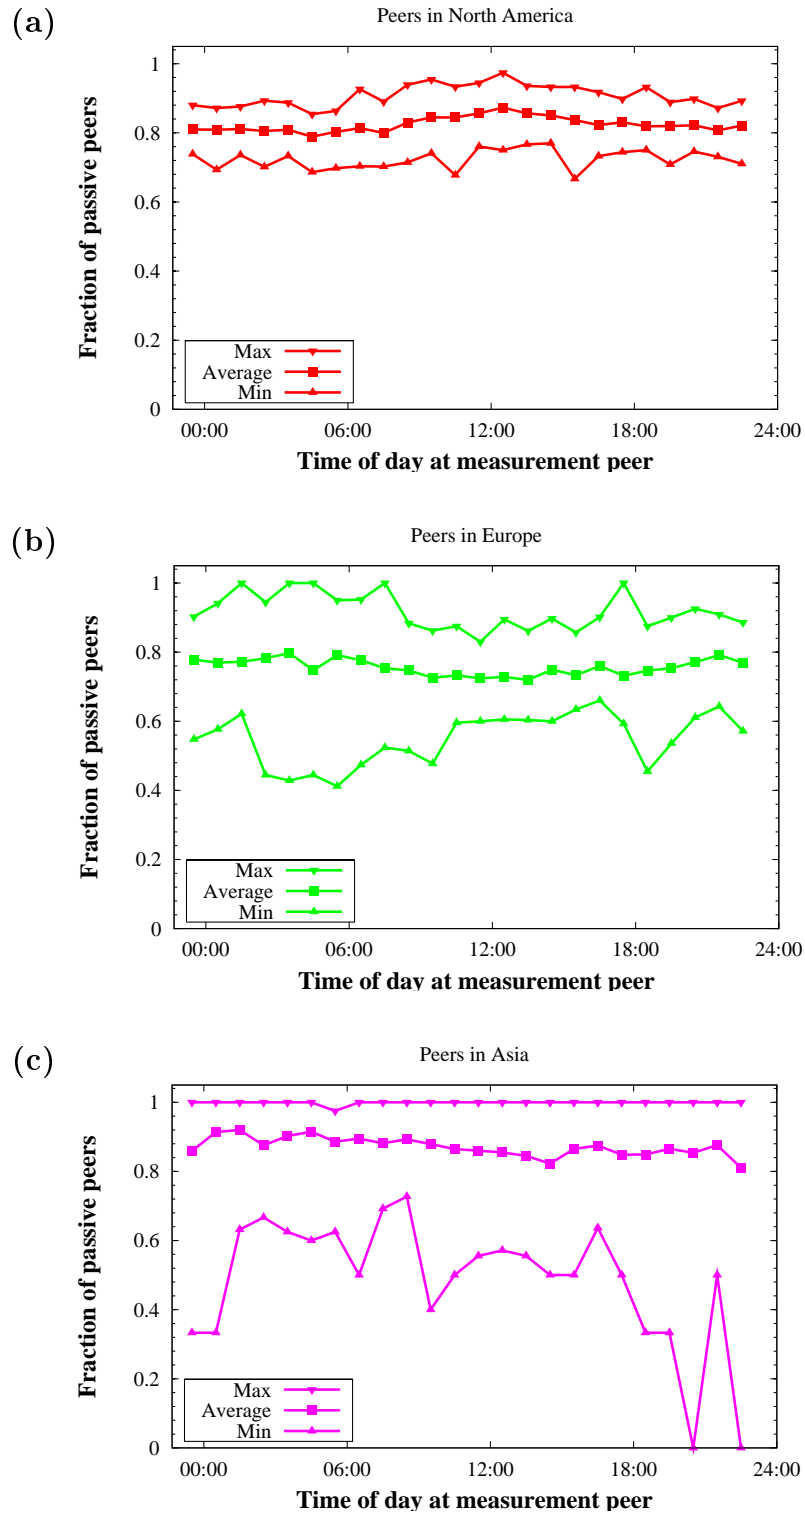 (a)
Peers in North America
Fraction of passive peers
1
0.8
0.6
0.4
0.2
0
Max
Average
Min
00:00 06:00 12:00 18:00 24:00
Time of day at measurement peer
(b)
Peers in Europe
Fraction of passive peers
1
0.8
0.6
0.4
0.2
0
Max
Average
Min
00:00 06:00 12:00 18:00 24:00
Time of day at measurement peer
(c)
Peers in Asia
Fraction of passive peers
1
0.8
0.6
0.4
0.2
0
Max
Average
Min
00:00 06:00 12:00 18:00 24:00
Time of day at measurement peer